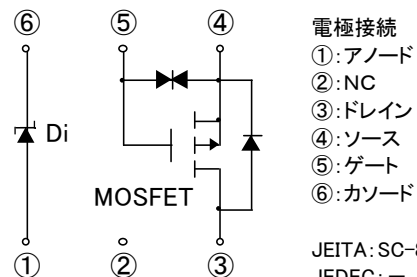 ⑥ ⑤ ④
Di
MOSFET
① ② ③
電極接続
①:アノード
②:NC
③:ドレイン
④:ソース
⑤:ゲート
⑥:カソード
JEITA:SC-